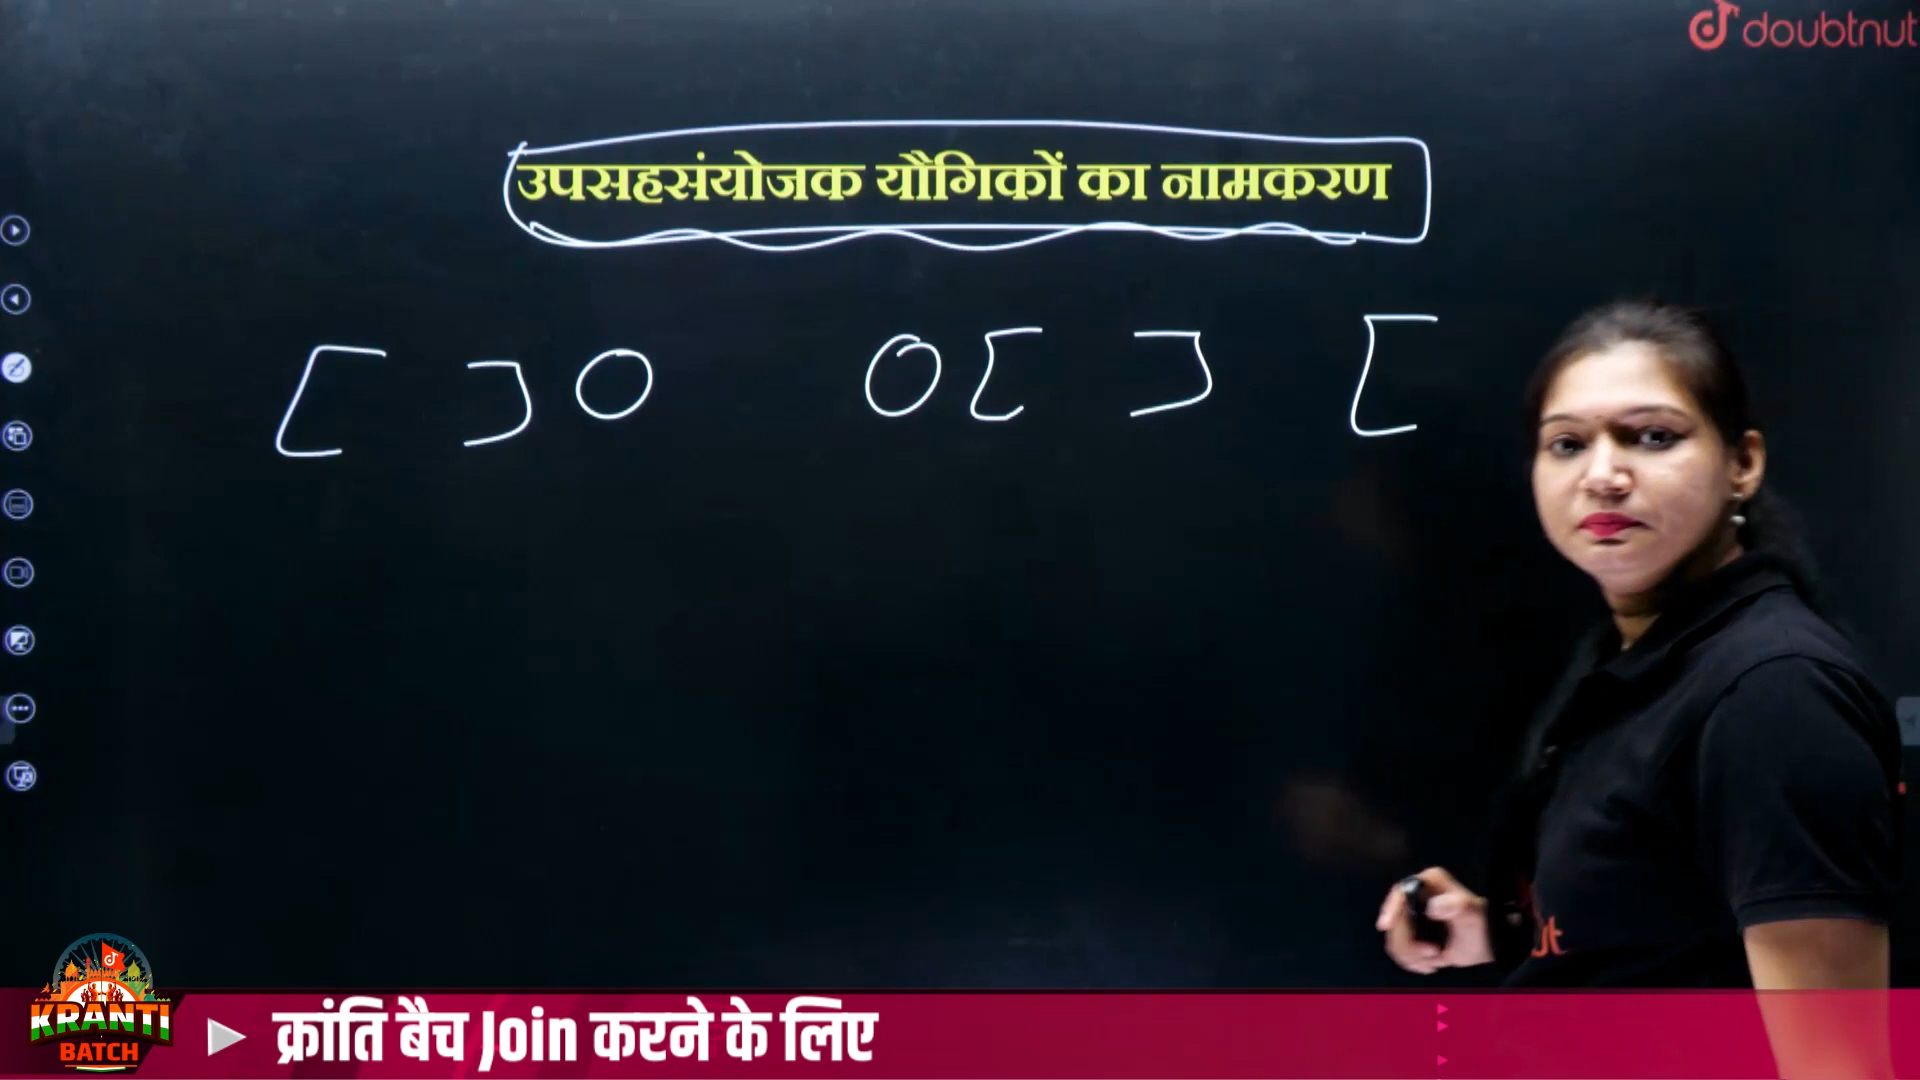 doubtnut
उपसहसंयोजक यौगिकों का नामकरण
[ ] O O [ ] [
KRANTI
BATCH
क्रांति बैच Join करने के लिए